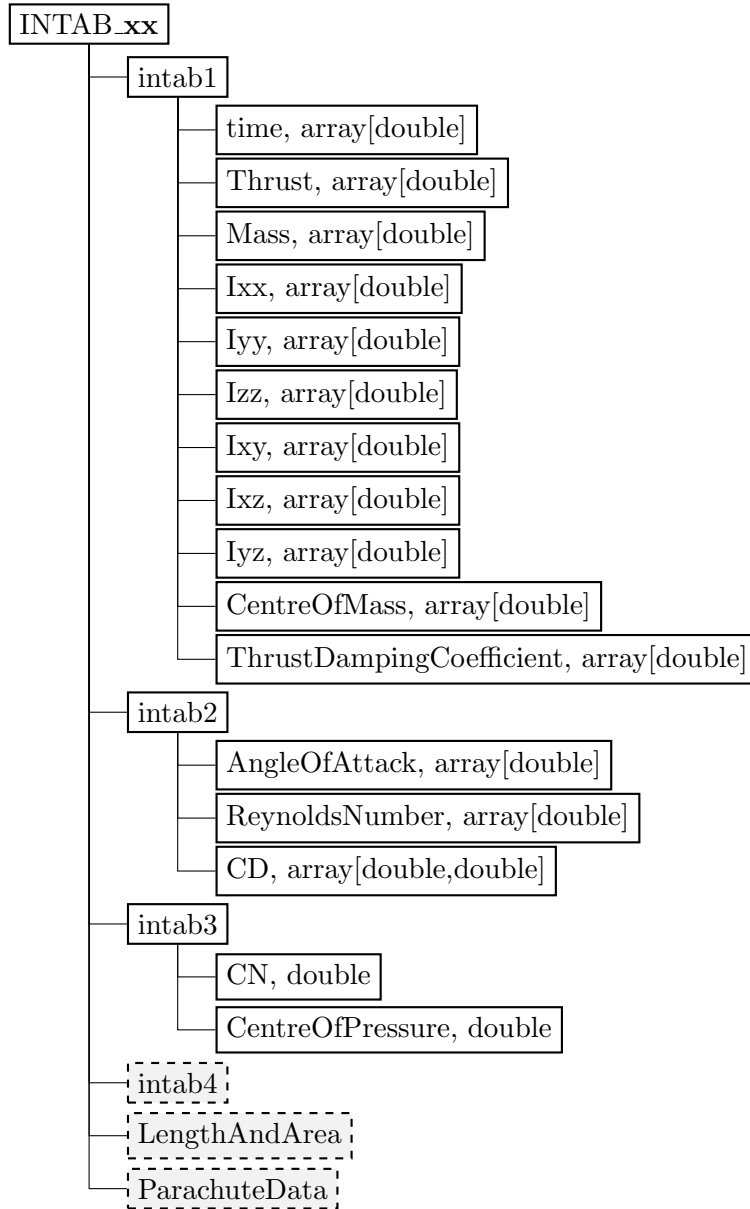 INTAB_xx
intab1
time, array[double]
Thrust, array[double]
Mass, array[double]
Ixx, array[double]
Iyy, array[double]
Izz, array[double]
Ixy, array[double]
Ixz, array[double]
Iyz, array[double]
CentreOfMass, array[double]
ThrustDampingCoefficient, array[double]
intab2
AngleOfAttack, array[double]
ReynoldsNumber, array[double]
CD, array[double,double]
intab3
CN, double
CentreOfPressure, double
intab4
LengthAndArea
ParachuteData